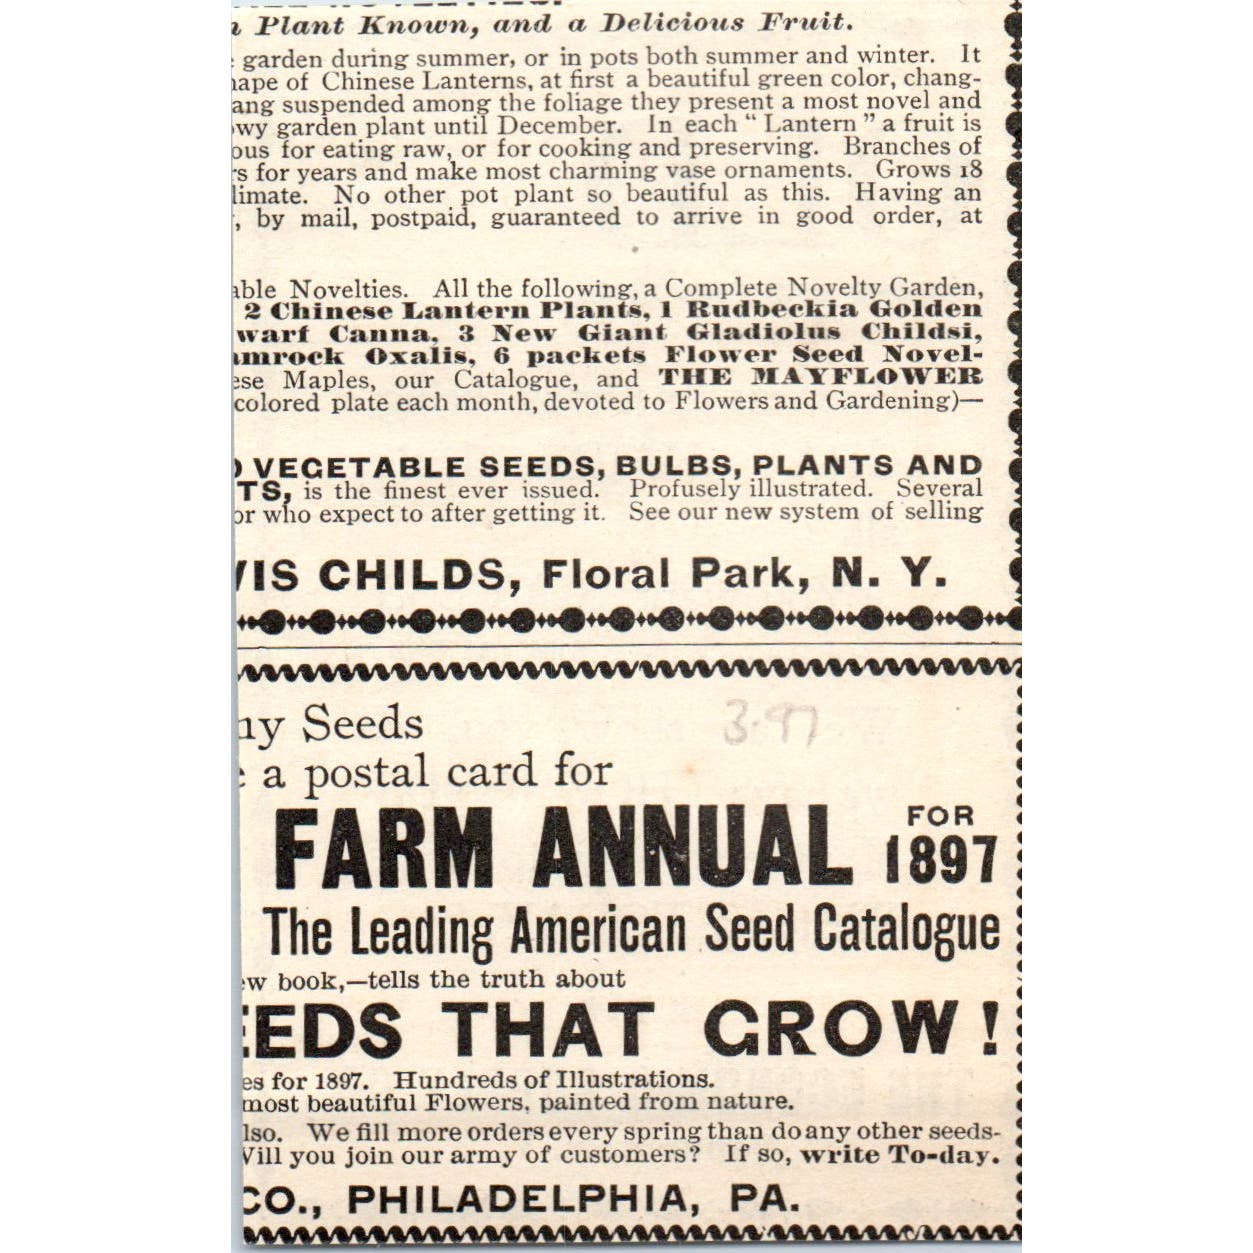 Plant Known, and a Delicious Fruit.
garden during summer, or in pots both summer and winter. It
ape of Chinese Lanterns, at first a beautiful green color, chang-
ang suspended among the foliage they present a most novel and
wy garden plant until December. In each “ Lantern ” a fruit is
ous for eating raw, or for cooking and preserving. Branches of
s for years and make most charming vase ornaments. Grows 18
limate. No other pot plant so beautiful as this. Having an
, by mail, postpaid, guaranteed to arrive in good order, at
able Novelties. All the following, a Complete Novelty Garden,
2 Chinese Lantern Plants, 1 Rudbeckia Golden
warf Canna, 3 New Giant Gladiolus Childsi,
amrock Oxalis, 6 packets Flower Seed Novel-
ese Maples, our Catalogue, and THE MAYFLOWER
colored plate each month, devoted to Flowers and Gardening)—
VEGETABLE SEEDS, BULBS, PLANTS AND
TS, is the finest ever issued. Profusely illustrated. Several
or who expect to after getting it. See our new system of selling
VIS CHILDS, Floral Park, N. Y.
ny Seeds
3.97
e a postal card for
FARM ANNUAL FOR 1897
The Leading American Seed Catalogue
ew book,—tells the truth about
EEDS THAT GROW!
es for 1897. Hundreds of Illustrations.
most beautiful Flowers, painted from nature.
lso. We fill more orders every spring than do any other seeds-
Will you join our army of customers? If so, write To-day.
CO., PHILADELPHIA, PA.